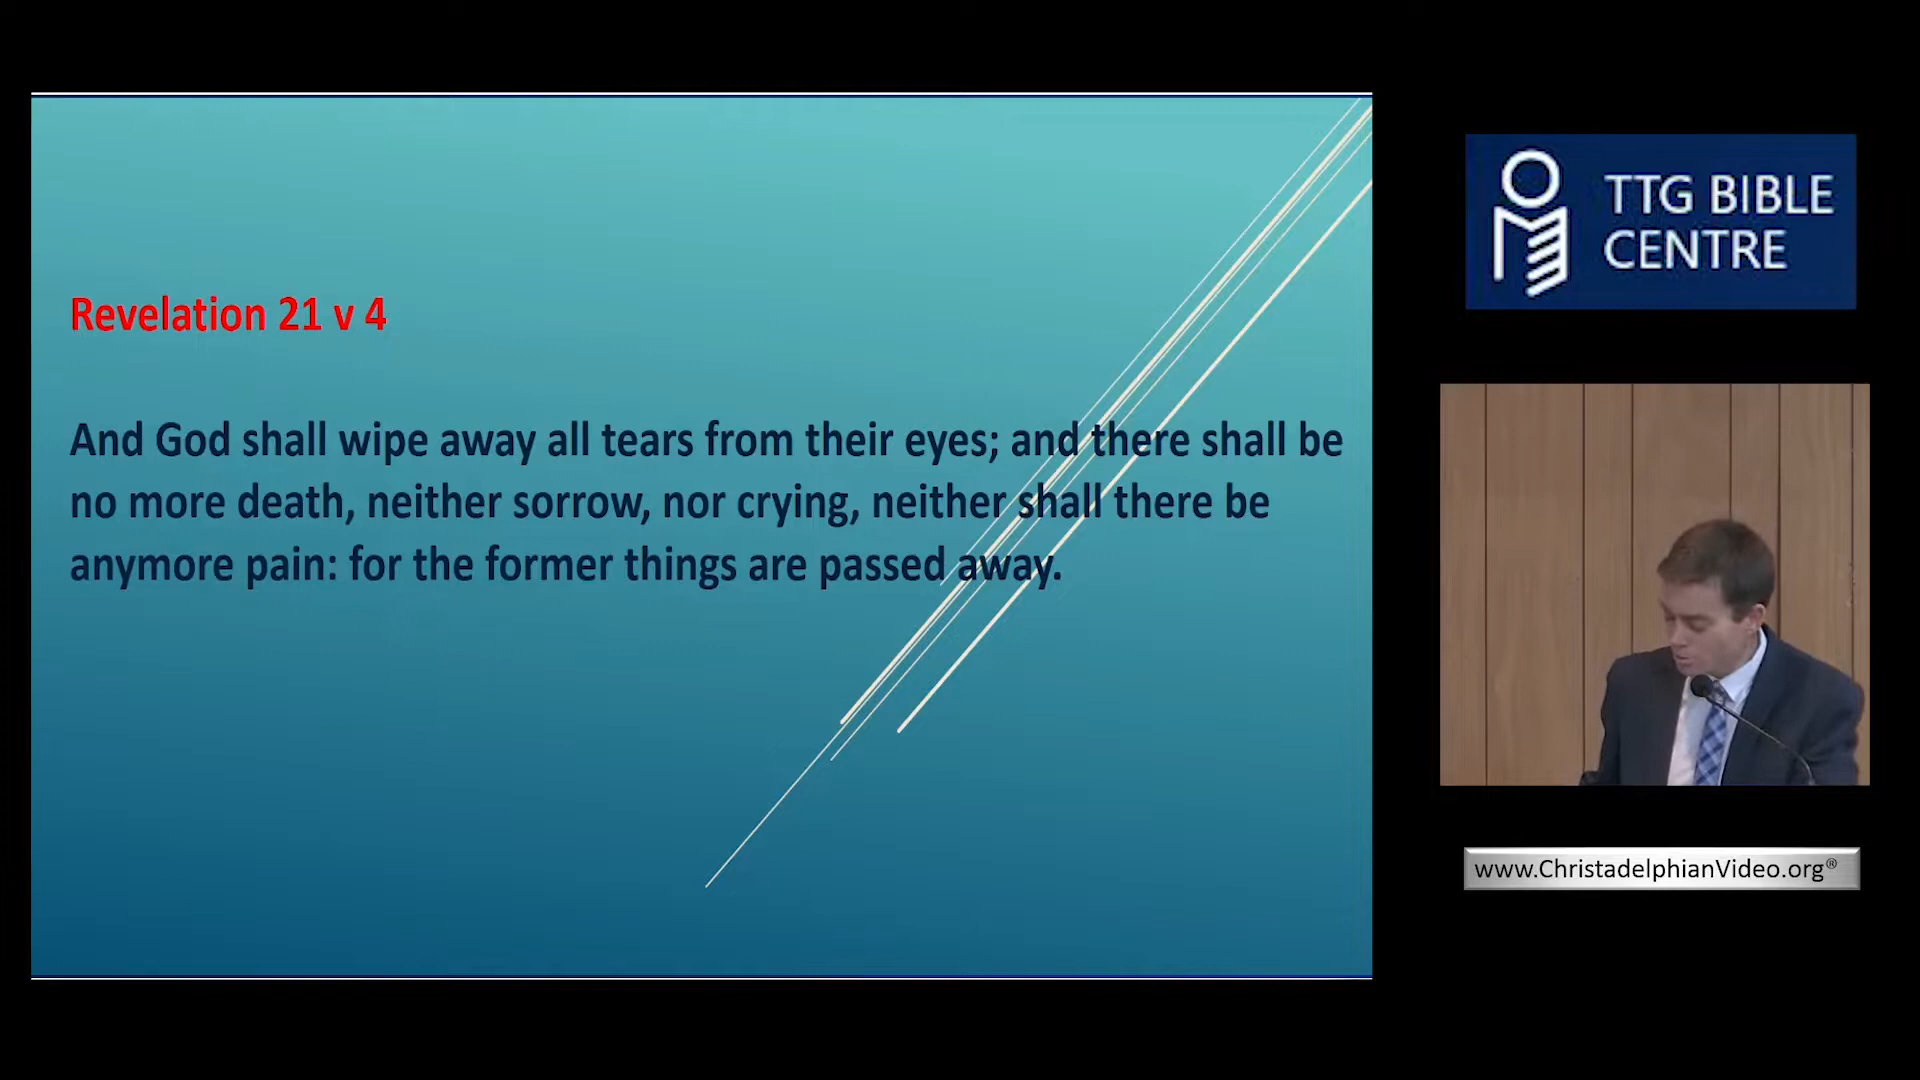 Revelation 21 v 4
And God shall wipe away all tears from their eyes; and there shall be
no more death, neither sorrow, nor crying, neither shall there be
anymore pain: for the former things are passed away.
TTG BIBLE
CENTRE
www.ChristadelphianVideo.org®